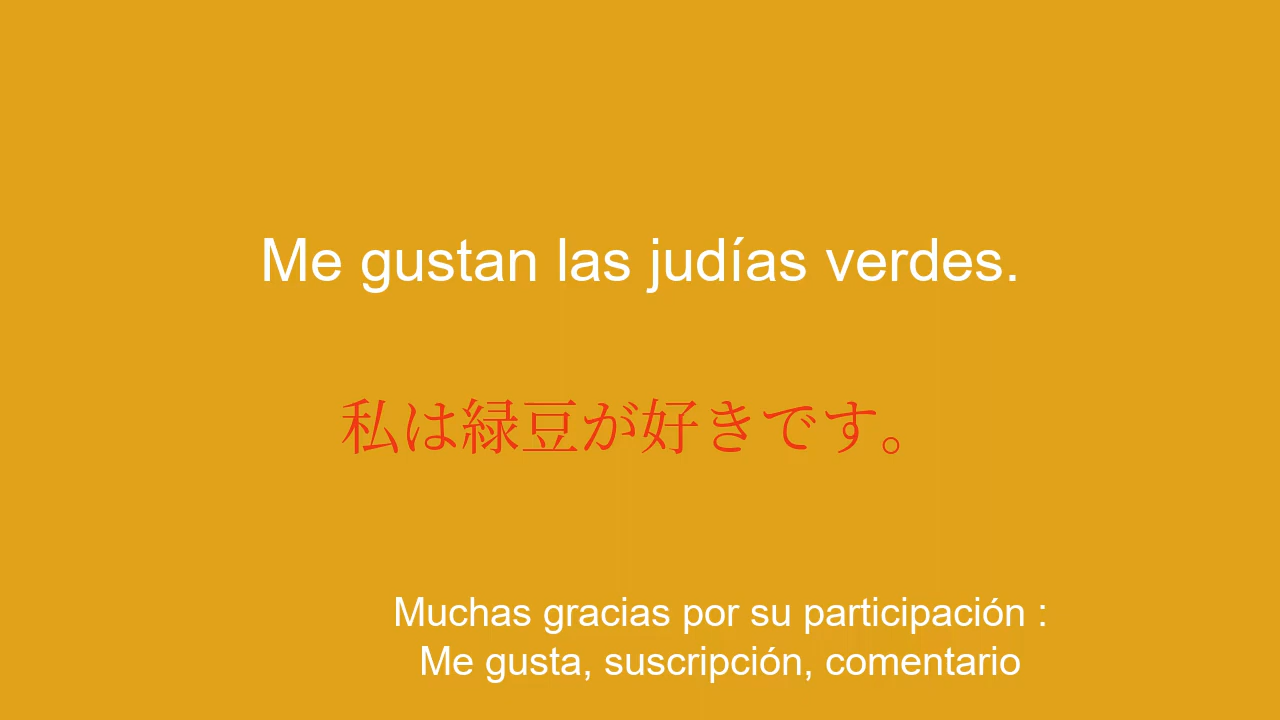 Me gustan las judías verdes.
私は緑豆が好きです。
Muchas gracias por su participación :
Me gusta, suscripción, comentario